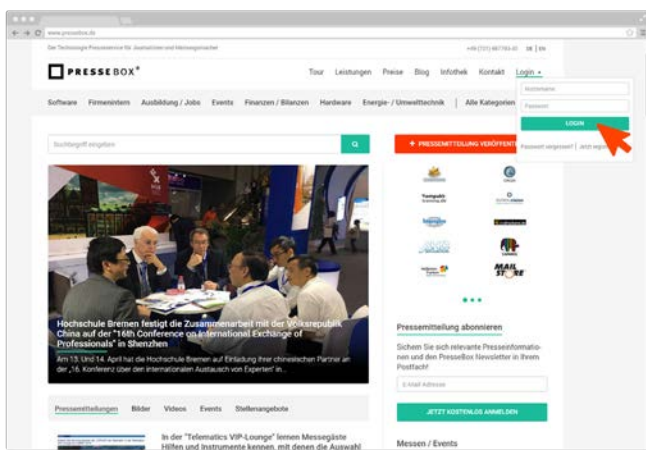 www.pressebox.de
Der Technologie-Presseservice für Journalisten und Meinungsmacher
DE | EN
PRESSEBOX®
Tour Leistungen Preise Blog Infothek Kontakt Login
Software Firmenintern Ausbildung / Jobs Events Finanzen / Bilanzen Hardware Energie- / Umwelttechnik | Alle Kategorien
Nutzername
Passwort
LOGIN
Passwort vergessen? | Jetzt
Suchbegriff eingeben
+ PRESSEMITTEILUNG
MAIL
STORE
Hochschule Bremen festigt die Zusammenarbeit mit der Volksrepublik
China auf der "16th Conference on International Exchange of
Professionals" in Shenzhen
Am 13. Und 14. April hat die Hochschule Bremen auf Einladung ihrer chinesischen Partner an
der „16. Konferenz über den internationalen Austausch von Experten" in...
Pressemitteilung abonnieren
Sichern Sie sich relevante Presseinformatio-
nen und den PresseBox Newsletter in Ihrem
Postfach!
E-Mail Adresse
JETZT KOSTENLOS ANMELDEN
Pressemitteilungen Bilder Videos Events Stellenangebote
In der "Telematics VIP-Lounge" lernen Messegäste
Hilfen und Instrumente kennen, mit denen die Auswahl
Messen / Events